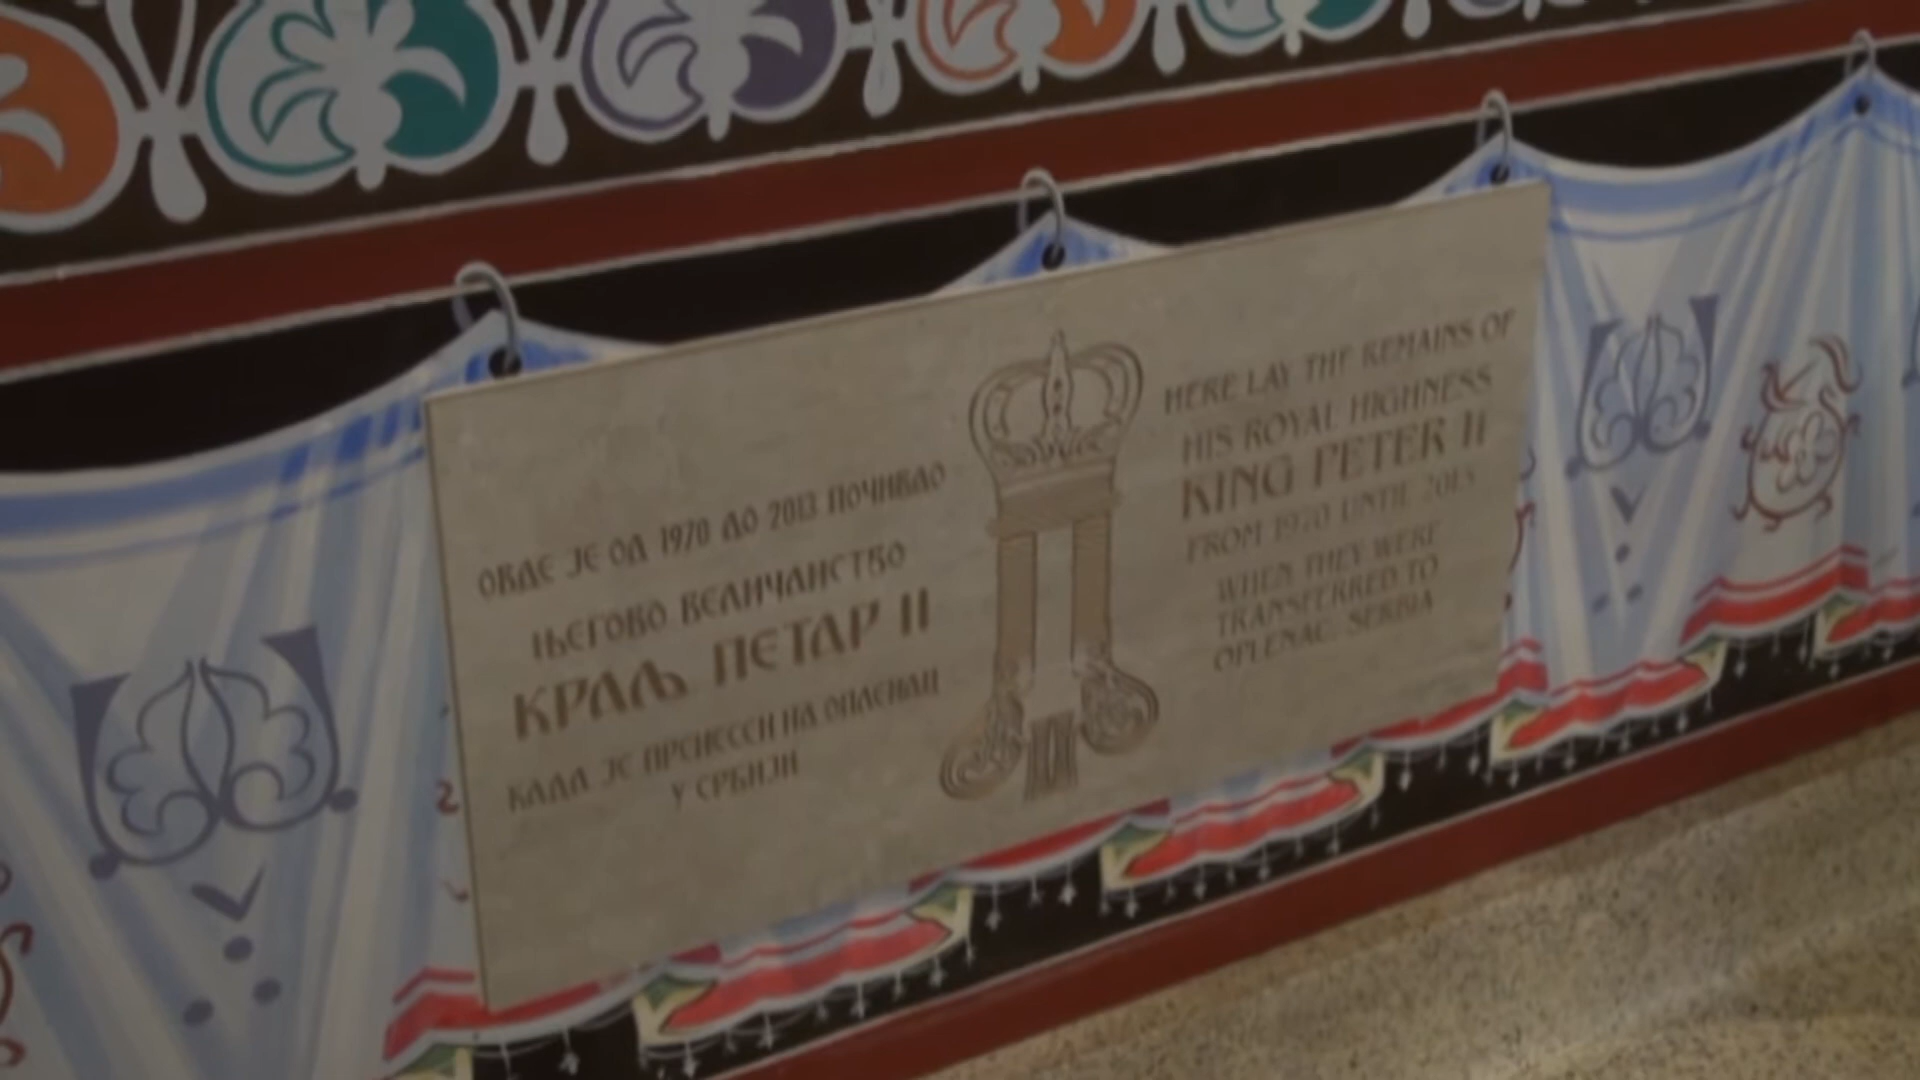 ОВДЕ ЈЕ ОД 1970 ДО 2013 ПОЧИВАО
ЊЕГОВО ВЕЛИЧАНСТВО
КРАЉ ПЕТАР II
КАДА ЈЕ ПРЕНЕСЕН НА ОПЛЕНАЦ
У СРБИЈИ
HERE LAY THE REMAINS OF
HIS ROYAL HIGHNESS
KING PETER II
FROM 1970 UNTIL 2013
WHEN THEY WERE
TRANSFERRED TO
OPLENAC, SERBIA